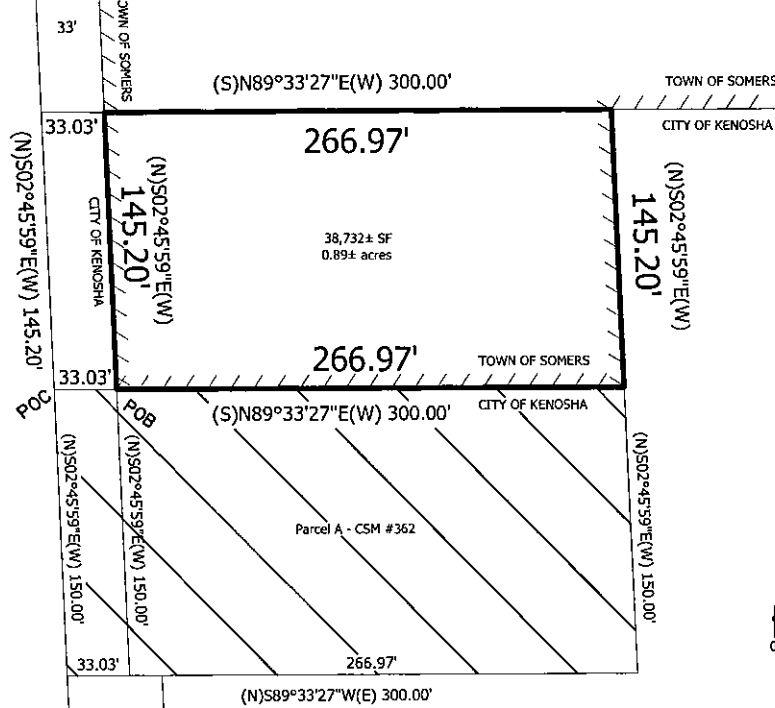 33'
TOWN OF SOMERS
(S)N89°33'27"E(W) 300.00'
TOWN OF SOMERS
CITY OF KENOSHA
33.03'
266.97'
(N)S02°45'59"E(W) 145.20'
CITY OF KENOSHA
(N)S02°45'59"E(W)
145.20'
38,732± SF
0.89± acres
(N)S02°45'59"E(W)
145.20'
266.97'
TOWN OF SOMERS
33.03'
POC
POB
(S)N89°33'27"E(W) 300.00'
CITY OF KENOSHA
(N)S02°45'59"E(W) 150.00'
(N)S02°45'59"E(W) 150.00'
(N)S02°45'59"E(W) 150.00'
Parcel A - CSM #362
33.03'
266.97'
(N)S89°33'27"W(E) 300.00'